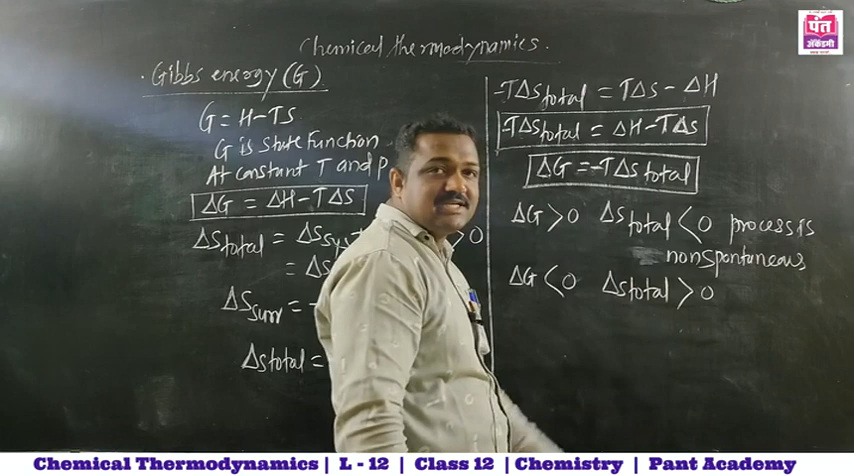 Chemical thermodynamics.
पंत
अॅकॅडमी
· Gibbs energy (G)
G = H-TS
G is state function
At constant T and P
ΔG = ΔH - TΔS
ΔStotal = ΔSsys > 0
= ΔS
ΔSsurr = -
ΔStotal =
-TΔStotal = TΔS - ΔH
-TΔStotal = ΔH - TΔS
ΔG = -TΔStotal
ΔG > 0 ΔStotal < 0 process is
nonspontaneous
ΔG < 0 ΔStotal > 0
Chemical Thermodynamics | L - 12 | Class 12 | Chemistry | Pant Academy